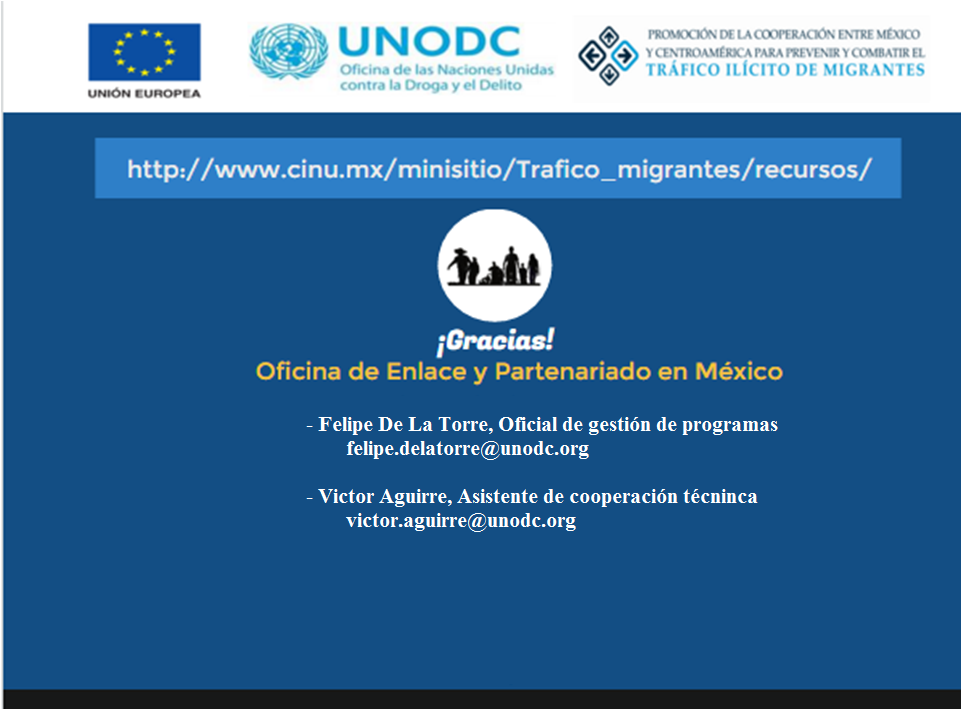 UNIÓN EUROPEA
UNODC
Oficina de las Naciones Unidas
contra la Droga y el Delito
PROMOCIÓN DE LA COOPERACIÓN ENTRE MÉXICO
Y CENTROAMÉRICA PARA PREVENIR Y COMBATIR EL
TRÁFICO ILÍCITO DE MIGRANTES
http://www.cinu.mx/minisitio/Trafico_migrantes/recursos/
¡Gracias!
Oficina de Enlace y Partenariado en México
- Felipe De La Torre, Oficial de gestión de programas
felipe.delatorre@unodc.org
- Victor Aguirre, Asistente de cooperación técninca
victor.aguirre@unodc.org